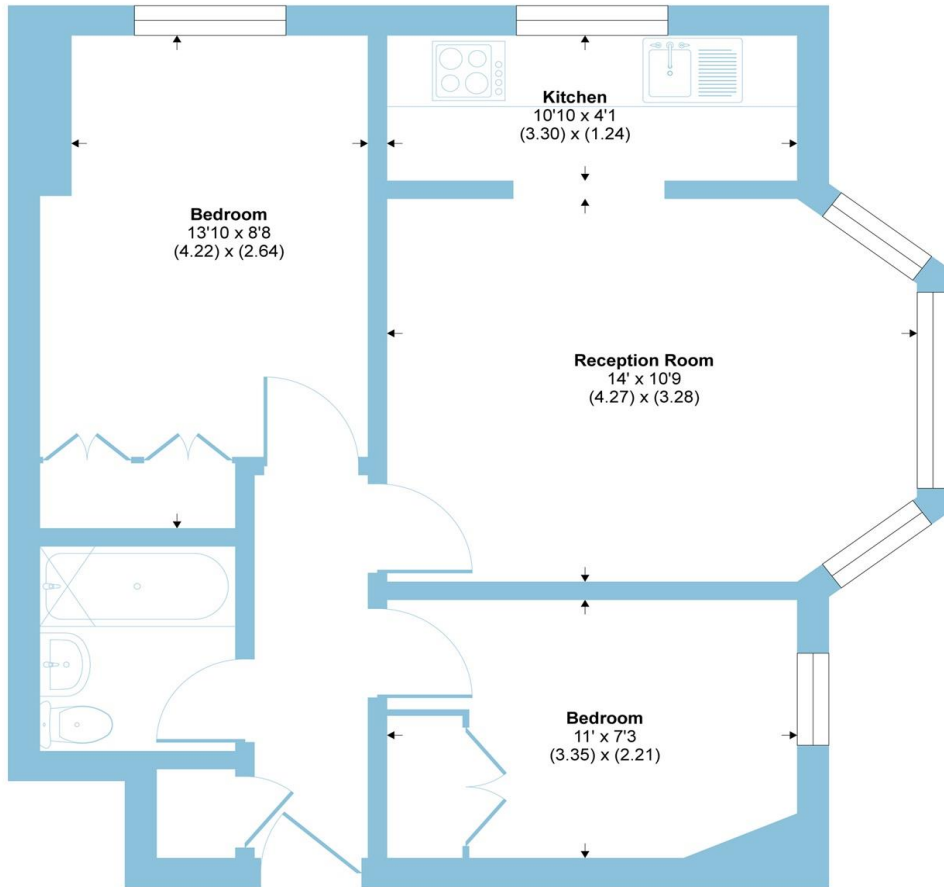 Kitchen
10'10 x 4'1
(3.30) x (1.24)
Bedroom
13'10 x 8'8
(4.22) x (2.64)
Reception Room
14' x 10'9
(4.27) x (3.28)
Bedroom
11' x 7'3
(3.35) x (2.21)